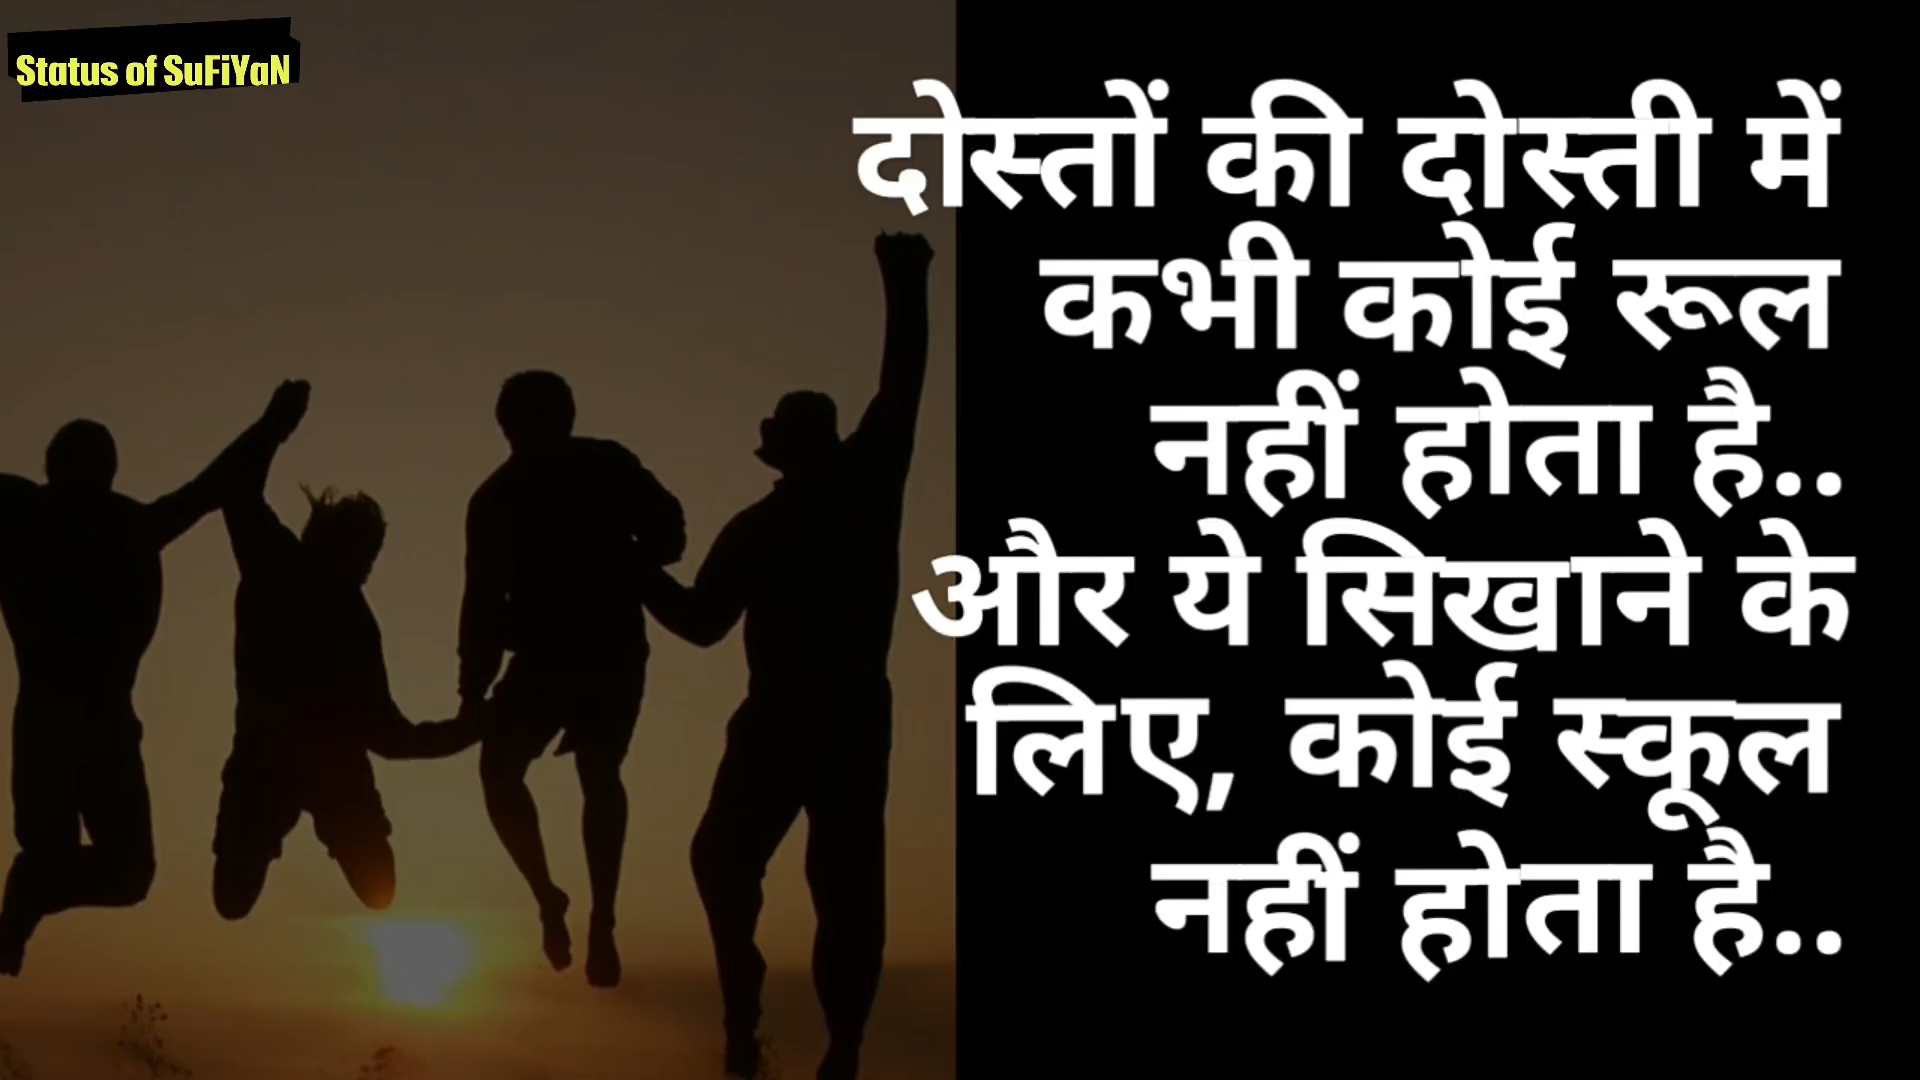 Status of SuFiYaN
दोस्तों की दोस्ती में
कभी कोई रूल
नहीं होता है..
और ये सिखाने के
लिए, कोई स्कूल
नहीं होता है..